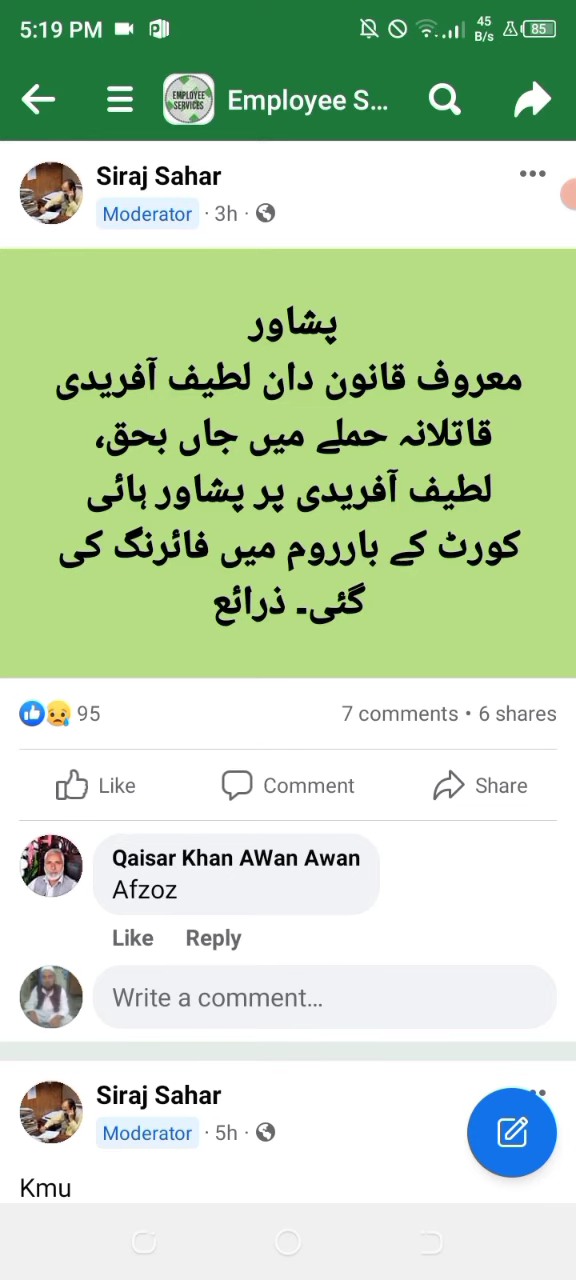 5:19 PM
45 B/s
85
EMPLOYEE SERVICES
Employee S...
Siraj Sahar
Moderator · 3h ·
پشاور
معروف قانون دان لطیف آفریدی
قاتلانہ حملے میں جاں بحق،
لطیف آفریدی پر پشاور ہائی
کورٹ کے بارروم میں فائرنگ کی
گئی۔ ذرائع
95
7 comments • 6 shares
Like Comment Share
Qaisar Khan AWan Awan
Afzoz
Like Reply
Write a comment...
Siraj Sahar
Moderator · 5h ·
Kmu